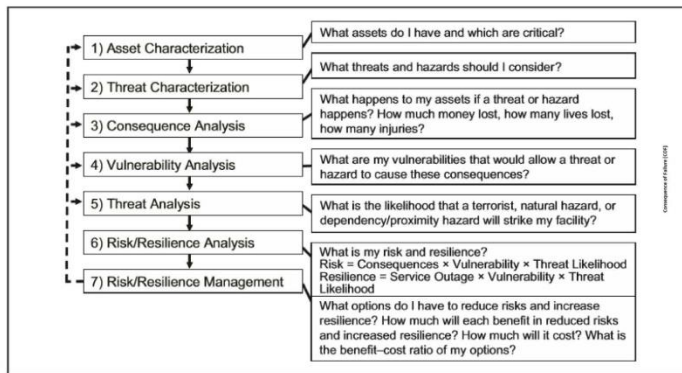 1) Asset Characterization
What assets do I have and which are critical?
2) Threat Characterization
What threats and hazards should I consider?
3) Consequence Analysis
What happens to my assets if a threat or hazard
happens? How much money lost, how many lives lost,
how many injuries?
4) Vulnerability Analysis
What are my vulnerabilities that would allow a threat or
hazard to cause these consequences?
5) Threat Analysis
What is the likelihood that a terrorist, natural hazard, or
dependency/proximity hazard will strike my facility?
6) Risk/Resilience Analysis
What is my risk and resilience?
Risk = Consequences × Vulnerability × Threat Likelihood
Resilience = Service Outage × Vulnerability × Threat
Likelihood
7) Risk/Resilience Management
What options do I have to reduce risks and increase
resilience? How much will each benefit in reduced risks
and increased resilience? How much will it cost? What is
the benefit–cost ratio of my options?
Consequence of Failure (COF)